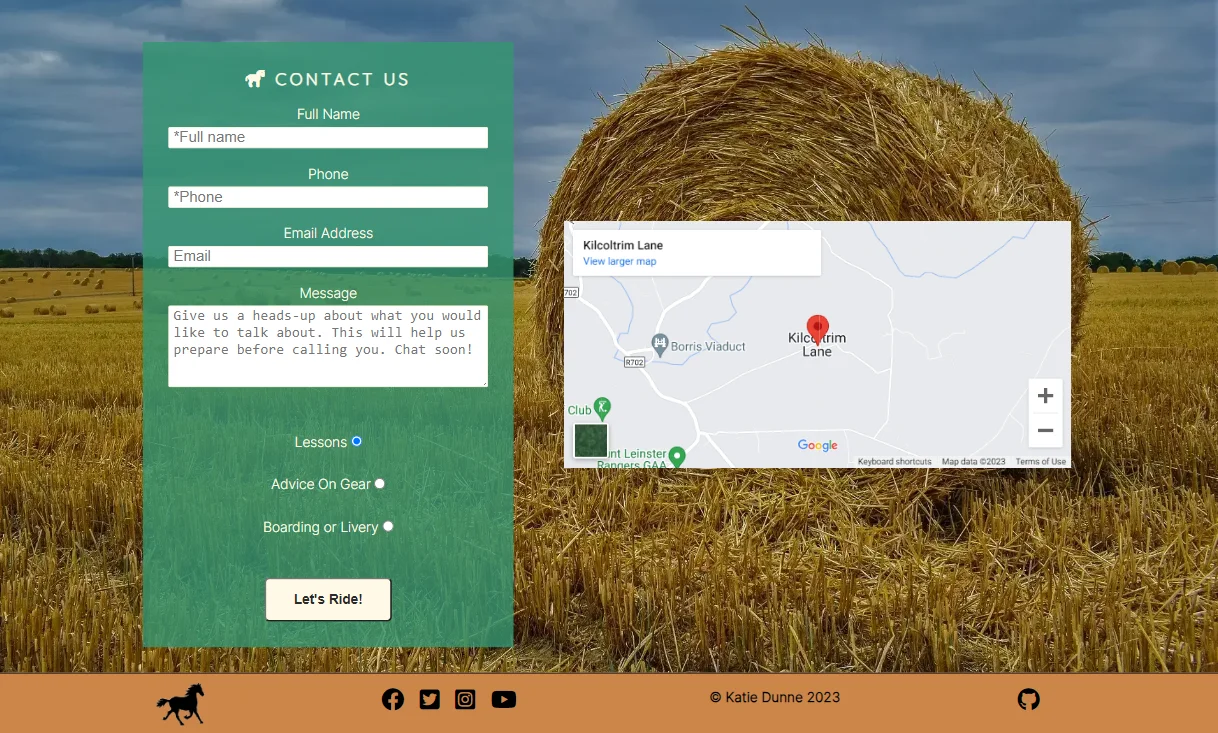 CONTACT US
Full Name
*Full name
Phone
*Phone
Email Address
Email
Message
Give us a heads-up about what you would
like to talk about. This will help us
prepare before calling you. Chat soon!
Lessons
Advice On Gear
Boarding or Livery
Let's Ride!
Kilcoltrim Lane
View larger map
702
Borris Viaduct
R702
Kilcoltrim
Lane
Club
Leinster
Rangers GAA
Google
Keyboard shortcuts Map data ©2023 Terms of Use
© Katie Dunne 2023